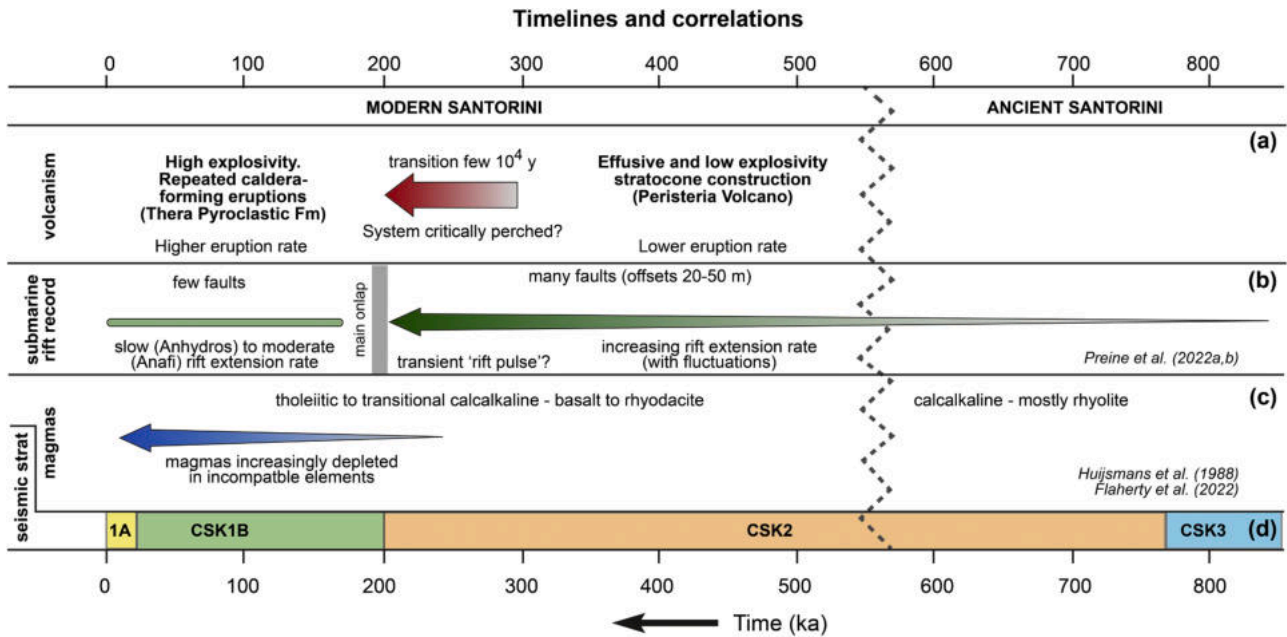 Timelines and correlations
0 100 200 300 400 500 600 700 800
MODERN SANTORINI ANCIENT SANTORINI
(a)
volcanism
High explosivity.
Repeated caldera-
forming eruptions
(Thera Pyroclastic Fm)
Higher eruption rate
transition few 10⁴ y
System critically perched?
Effusive and low explosivity
stratocone construction
(Peristeria Volcano)
Lower eruption rate
(b)
submarine
rift record
few faults
slow (Anhydros) to moderate
(Anafi) rift extension rate
main onlap
many faults (offsets 20-50 m)
transient ‘rift pulse’?
increasing rift extension rate
(with fluctuations)
Preine et al. (2022a,b)
(c)
magmas
tholeiitic to transitional calcalkaline - basalt to rhyodacite
calcalkaline - mostly rhyolite
magmas increasingly depleted
in incompatble elements
Huijsmans et al. (1988)
Flaherty et al. (2022)
seismic strat
1A CSK1B CSK2 CSK3 (d)
0 100 200 300 400 500 600 700 800
Time (ka)